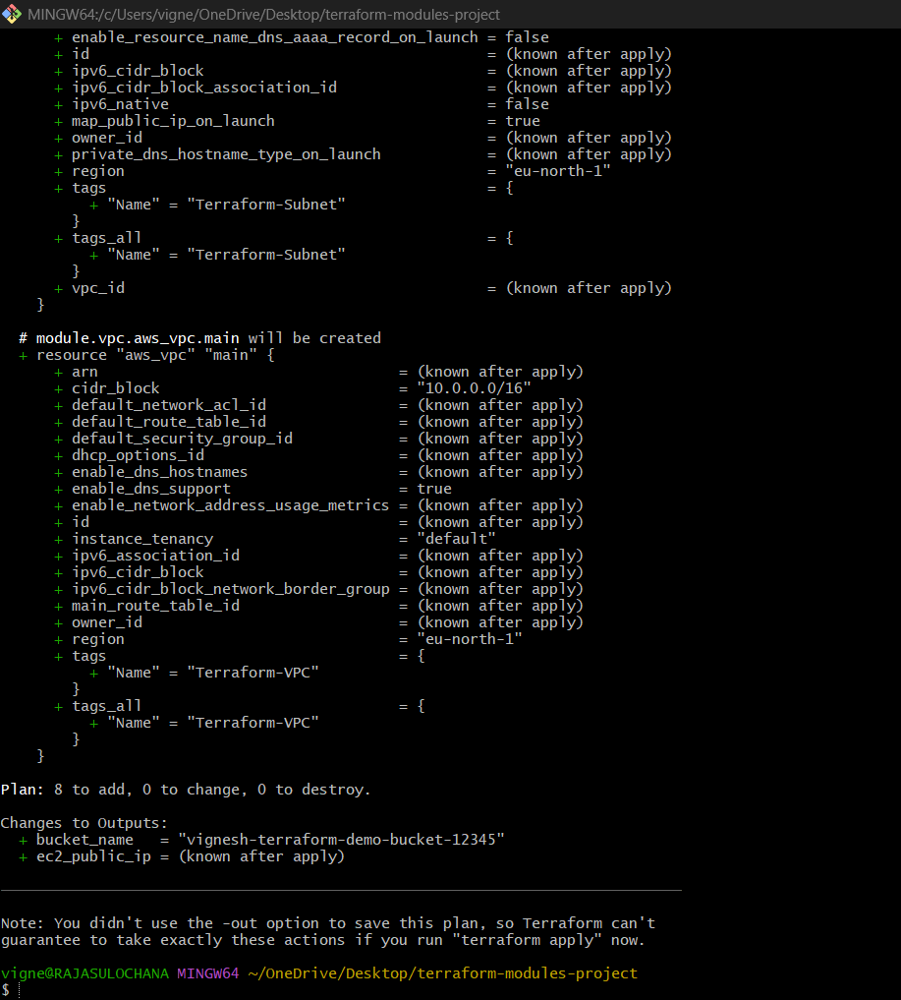 MINGW64:/c/Users/vigne/OneDrive/Desktop/terraform-modules-project
      + enable_resource_name_dns_aaaa_record_on_launch = false
      + id                                             = (known after apply)
      + ipv6_cidr_block                                = (known after apply)
      + ipv6_cidr_block_association_id                 = (known after apply)
      + ipv6_native                                    = false
      + map_public_ip_on_launch                        = true
      + owner_id                                       = (known after apply)
      + private_dns_hostname_type_on_launch            = (known after apply)
      + region                                         = "eu-north-1"
      + tags                                           = {
          + "Name" = "Terraform-Subnet"
        }
      + tags_all                                       = {
          + "Name" = "Terraform-Subnet"
        }
      + vpc_id                                         = (known after apply)
    }

  # module.vpc.aws_vpc.main will be created
  + resource "aws_vpc" "main" {
      + arn                                  = (known after apply)
      + cidr_block                           = "10.0.0.0/16"
      + default_network_acl_id               = (known after apply)
      + default_route_table_id               = (known after apply)
      + default_security_group_id            = (known after apply)
      + dhcp_options_id                      = (known after apply)
      + enable_dns_hostnames                 = (known after apply)
      + enable_dns_support                   = true
      + enable_network_address_usage_metrics = (known after apply)
      + id                                   = (known after apply)
      + instance_tenancy                     = "default"
      + ipv6_association_id                  = (known after apply)
      + ipv6_cidr_block                      = (known after apply)
      + ipv6_cidr_block_network_border_group = (known after apply)
      + main_route_table_id                  = (known after apply)
      + owner_id                             = (known after apply)
      + region                               = "eu-north-1"
      + tags                                 = {
          + "Name" = "Terraform-VPC"
        }
      + tags_all                             = {
          + "Name" = "Terraform-VPC"
        }
    }

Plan: 8 to add, 0 to change, 0 to destroy.

Changes to Outputs:
  + bucket_name   = "vignesh-terraform-demo-bucket-12345"
  + ec2_public_ip = (known after apply)

Note: You didn't use the -out option to save this plan, so Terraform can't
guarantee to take exactly these actions if you run "terraform apply" now.

vigne@RAJASULOCHANA MINGW64 ~/OneDrive/Desktop/terraform-modules-project
$